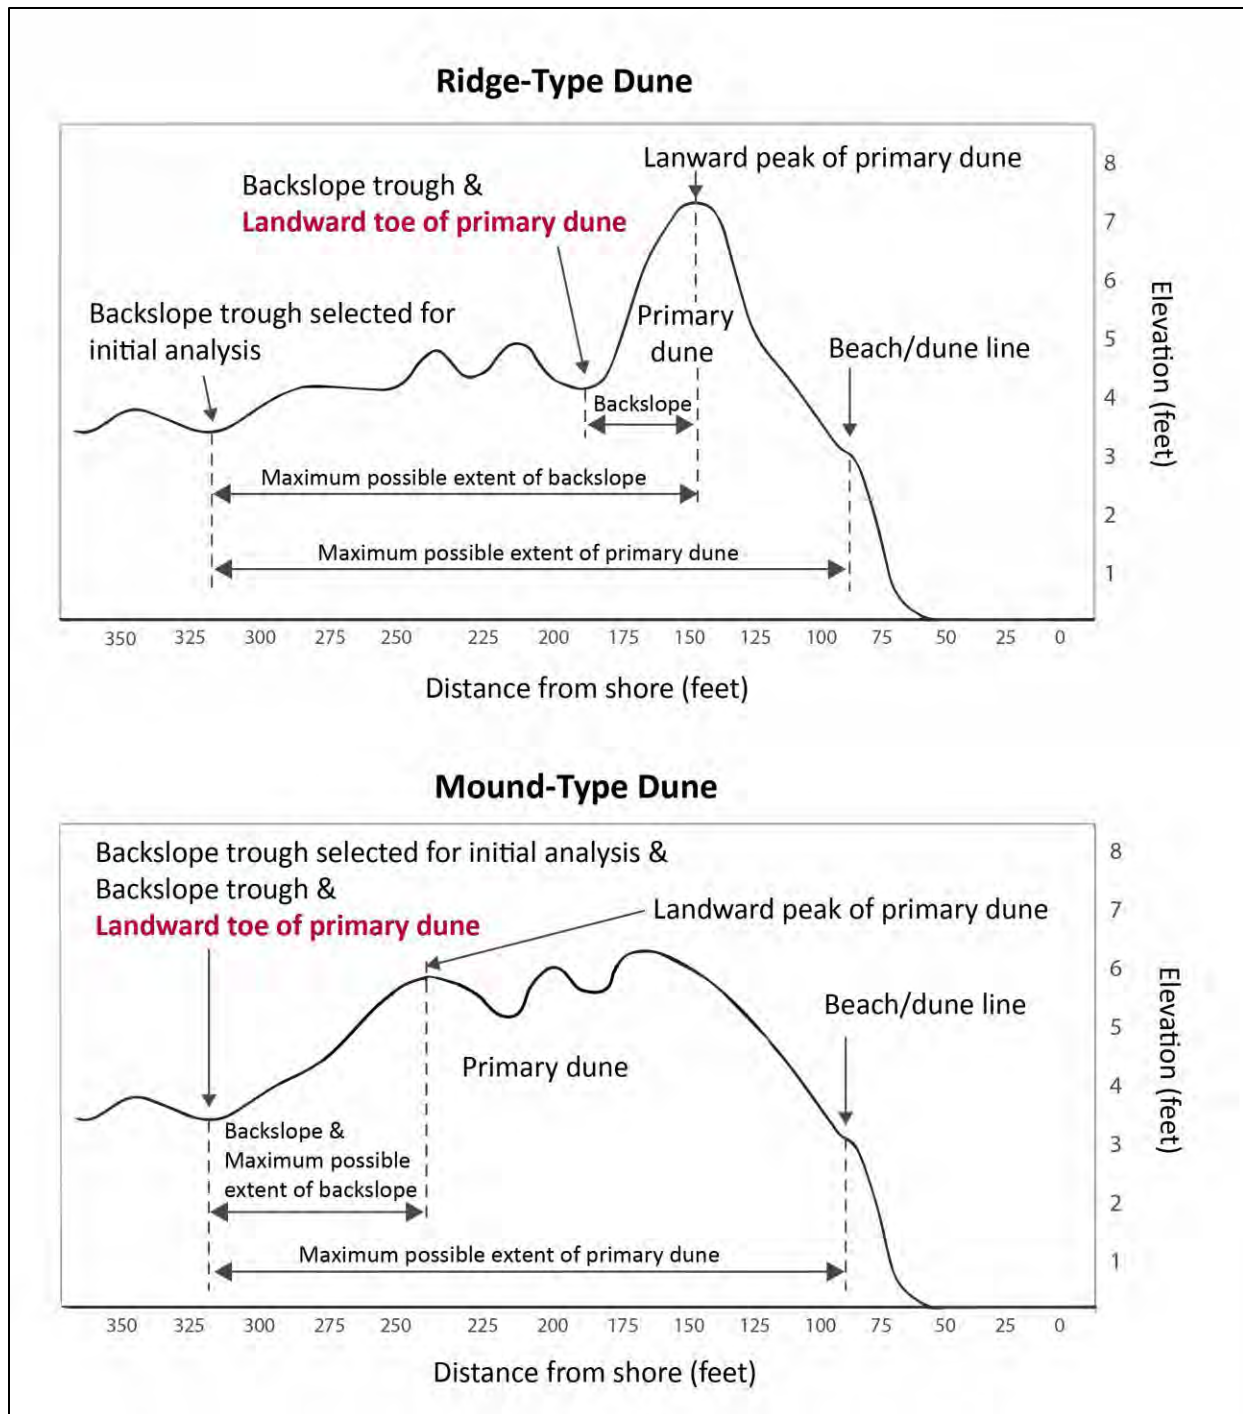 Ridge-Type Dune
Lanward peak of primary dune
Backslope trough &
Landward toe of primary dune
Backslope trough selected for
initial analysis
Primary
dune
Beach/dune line
Backslope
Maximum possible extent of backslope
Maximum possible extent of primary dune
8
7
6
5
4
3
2
1
Elevation (feet)
350 325 300 275 250 225 200 175 150 125 100 75 50 25 0
Distance from shore (feet)
Mound-Type Dune
Backslope trough selected for initial analysis &
Backslope trough &
Landward toe of primary dune
Landward peak of primary dune
Beach/dune line
Primary dune
Backslope &
Maximum possible
extent of backslope
Maximum possible extent of primary dune
8
7
6
5
4
3
2
1
Elevation (feet)
350 325 300 275 250 225 200 175 150 125 100 75 50 25 0
Distance from shore (feet)